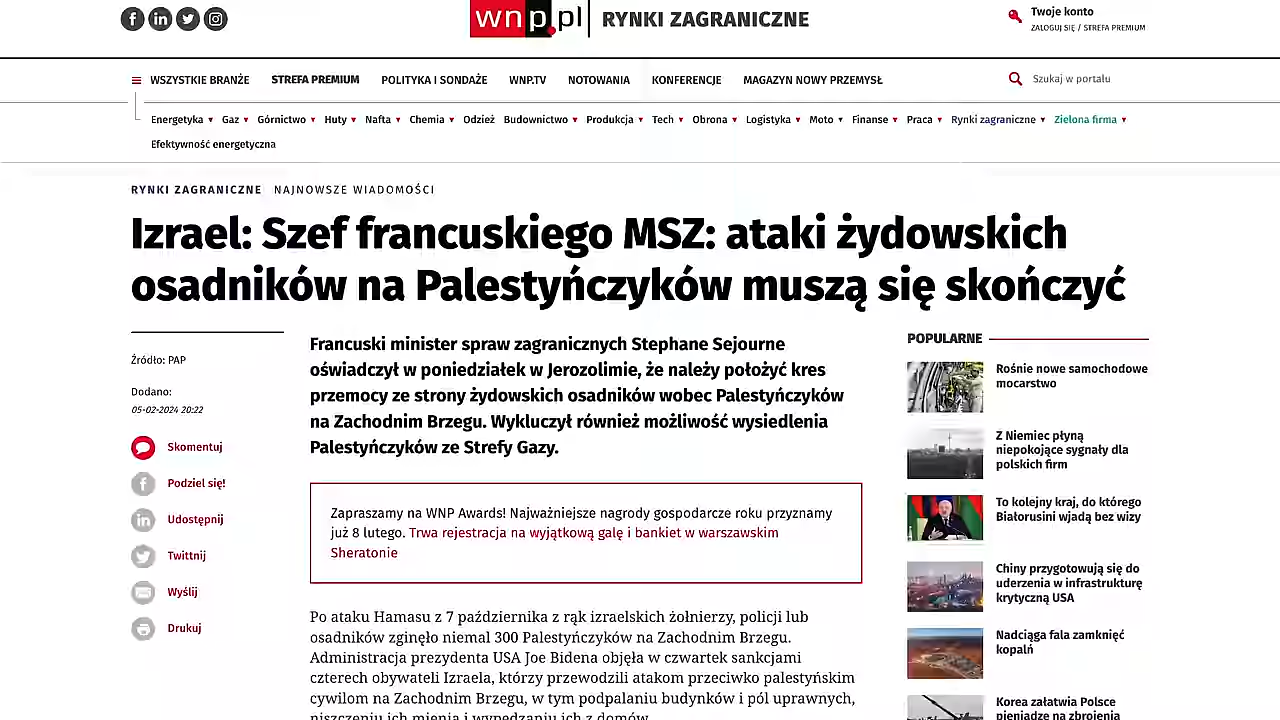 wnp.pl RYNKI ZAGRANICZNE
Twoje konto
ZALOGUJ SIĘ / STREFA PREMIUM
WSZYSTKIE BRANŻE STREFA PREMIUM POLITYKA I SONDAŻE WNP.TV NOTOWANIA KONFERENCJE MAGAZYN NOWY PRZEMYSŁ
Szukaj w portalu
Energetyka Gaz Górnictwo Huty Nafta Chemia Odzież Budownictwo Produkcja Tech Obrona Logistyka Moto Finanse Praca Rynki zagraniczne Zielona firma
Efektywność energetyczna
RYNKI ZAGRANICZNE NAJNOWSZE WIADOMOŚCI
Izrael: Szef francuskiego MSZ: ataki żydowskich
osadników na Palestyńczyków muszą się skończyć
Źródło: PAP
Dodano:
05-02-2024 20:22
Skomentuj
Podziel się!
Udostępnij
Twittnij
Wyślij
Drukuj
Francuski minister spraw zagranicznych Stephane Sejourne
oświadczył w poniedziałek w Jerozolimie, że należy położyć kres
przemocy ze strony żydowskich osadników wobec Palestyńczyków
na Zachodnim Brzegu. Wykluczył również możliwość wysiedlenia
Palestyńczyków ze Strefy Gazy.
Zapraszamy na WNP Awards! Najważniejsze nagrody gospodarcze roku przyznamy
już 8 lutego. Trwa rejestracja na wyjątkową galę i bankiet w warszawskim
Sheratonie
Po ataku Hamasu z 7 października z rąk izraelskich żołnierzy, policji lub
osadników zginęło niemal 300 Palestyńczyków na Zachodnim Brzegu.
Administracja prezydenta USA Joe Bidena objęła w czwartek sankcjami
czterech obywateli Izraela, którzy przewodzili atakom przeciwko palestyńskim
cywilom na Zachodnim Brzegu, w tym podpalaniu budynków i pól uprawnych,
niszczeniu ich mienia i wypędzaniu ich z domów.
POPULARNE
Rośnie nowe samochodowe
mocarstwo
Z Niemiec płyną
niepokojące sygnały dla
polskich firm
To kolejny kraj, do którego
Białorusini wjadą bez wizy
Chiny przygotowują się do
uderzenia w infrastrukturę
krytyczną USA
Nadciąga fala zamknięć
kopalń
Korea załatwia Polsce
pieniądze na zbrojenia